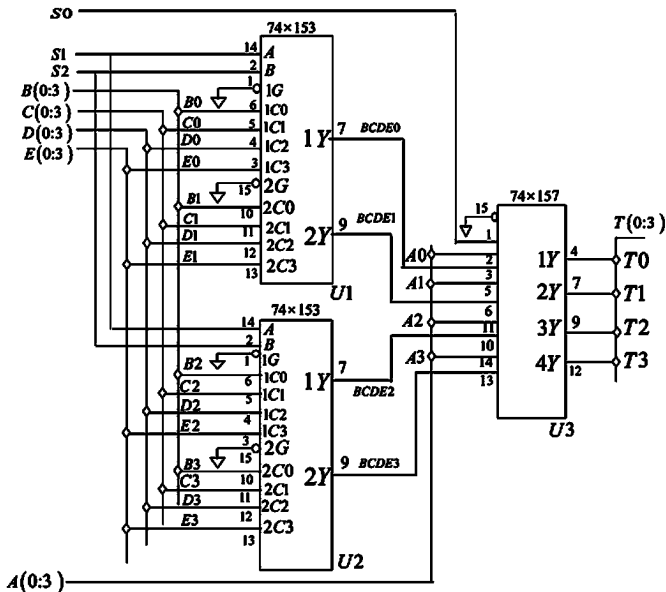 S0
74×153
S1
S2
B(0:3)
C(0:3)
D(0:3)
E(0:3)
14 A
2 B
1 1G
B0 6 1C0
C0 5 1C1
D0 4 1C2
E0 3 1C3
15 2G
B1 10 2C0
C1 11 2C1
D1 2C2
E1 12 2C3
13
1Y 7 BCDE0
2Y 9 BCDE1
U1
74×153
14 A
2 B
1 1G
B2 1C0
C2 6 1C1
D2 5 1C2
E2 4 1C3
3 2G
15
B3 2C0
C3 10 2C1
D3 11 2C2
E3 12 2C3
13
1Y 7 BCDE2
2Y 9 BCDE3
U2
74×157
15
1
A0 2
A1 3
5
A2 6
11
A3 10
14
13
1Y 4 T0
2Y 7 T1
3Y 9 T2
4Y 12 T3
T(0:3)
U3
A(0:3)